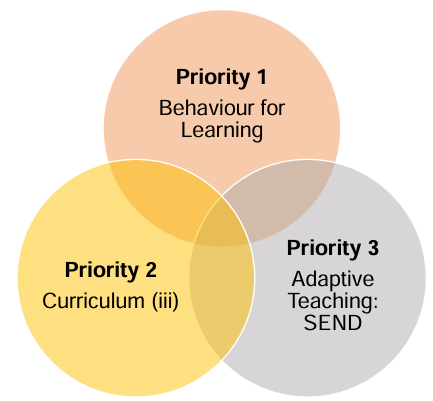 Priority 1
Behaviour for
Learning
Priority 2
Curriculum (iii)
Priority 3
Adaptive
Teaching:
SEND